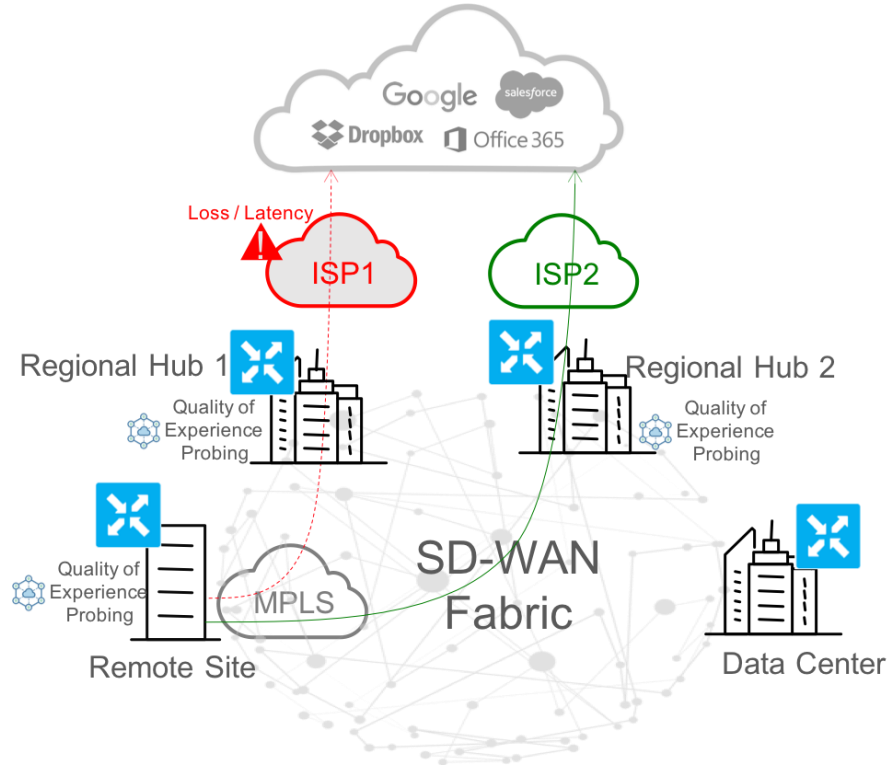 Google
salesforce
Dropbox
Office 365
Loss / Latency
!
ISP1
ISP2
Regional Hub 1
Quality of
Experience
Probing
Regional Hub 2
Quality of
Experience
Probing
Quality of
Experience
Probing
Remote Site
MPLS
SD-WAN
Fabric
Data Center